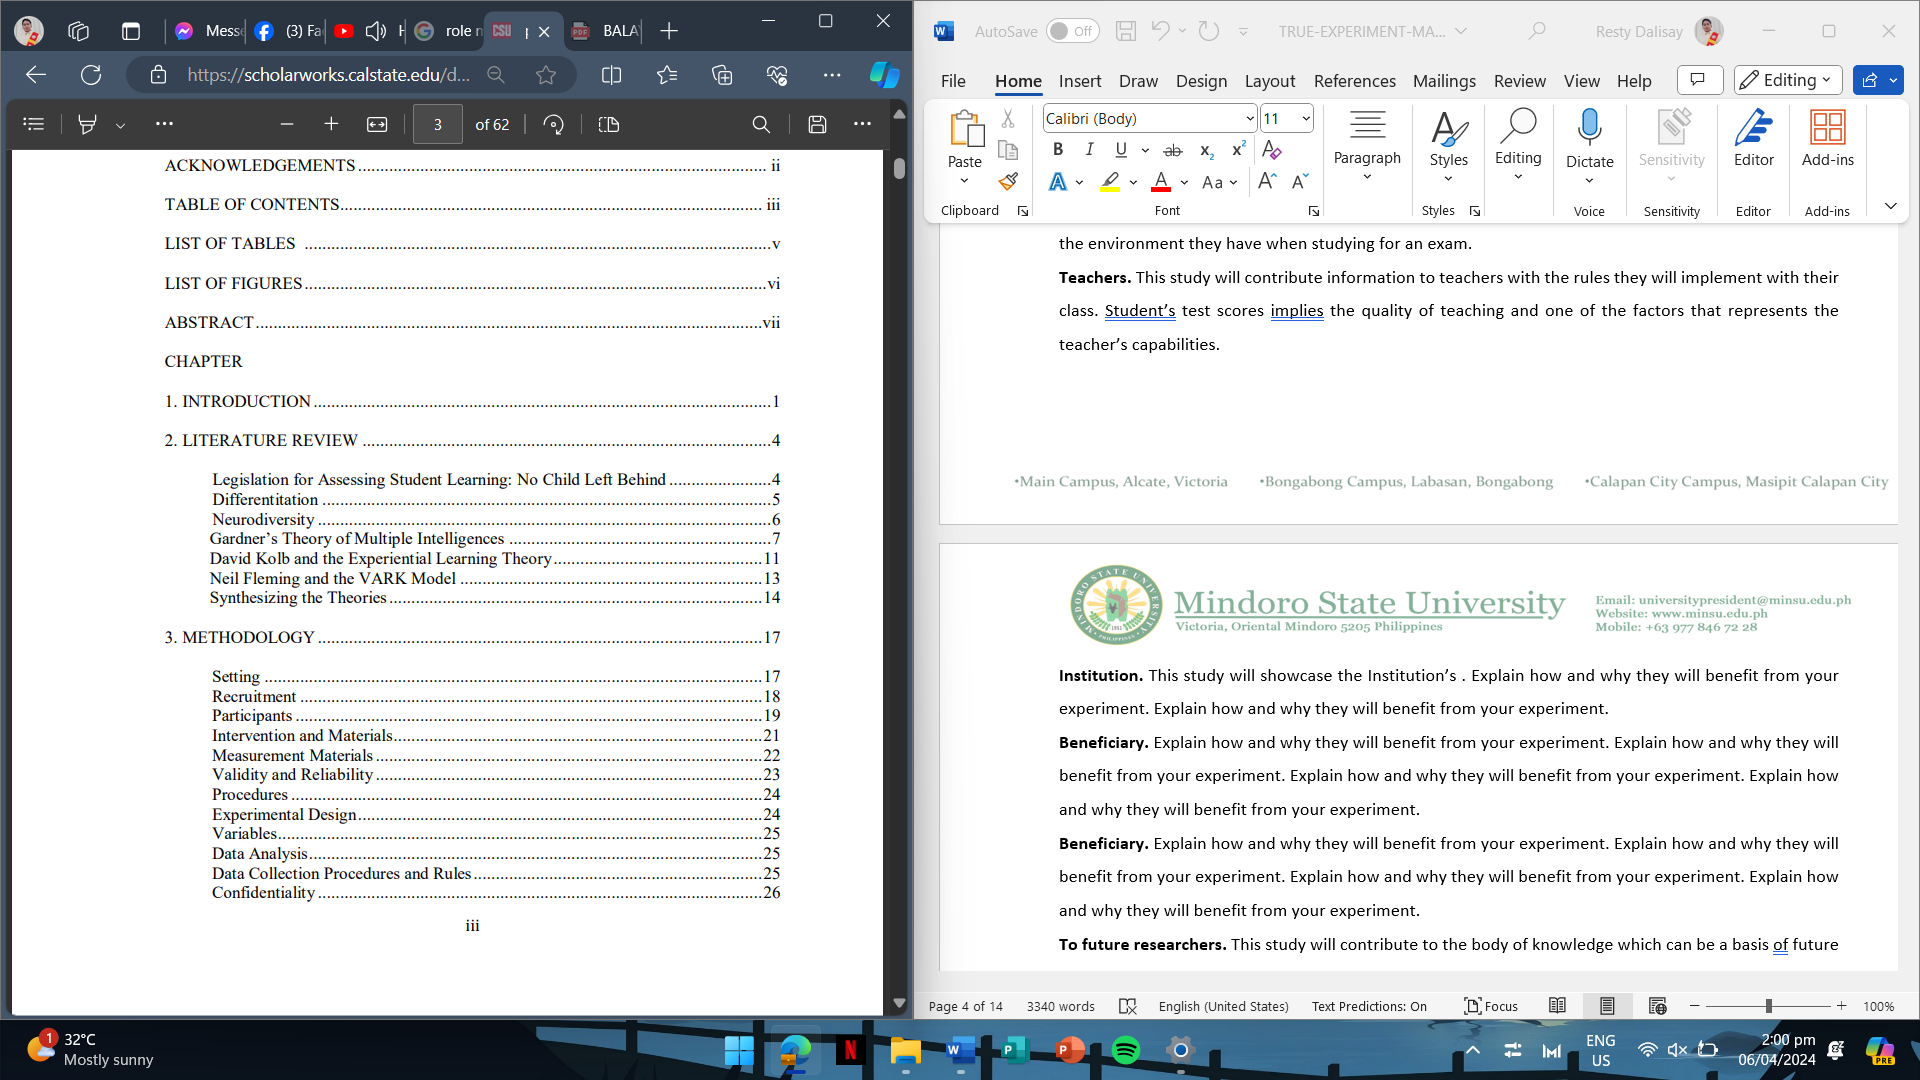 Messe
(3) Fa
H
role n
CSU
p
PDF
BALA
https://scholarworks.calstate.edu/d...
3
of 62
ACKNOWLEDGEMENTS ii
TABLE OF CONTENTS iii
LIST OF TABLES v
LIST OF FIGURES vi
ABSTRACT vii
CHAPTER
1. INTRODUCTION 1
2. LITERATURE REVIEW 4
Legislation for Assessing Student Learning: No Child Left Behind 4
Differentitation 5
Neurodiversity 6
Gardner's Theory of Multiple Intelligences 7
David Kolb and the Experiential Learning Theory 11
Neil Fleming and the VARK Model 13
Synthesizing the Theories 14
3. METHODOLOGY 17
Setting 17
Recruitment 18
Participants 19
Intervention and Materials 21
Measurement Materials 22
Validity and Reliability 23
Procedures 24
Experimental Design 24
Variables 25
Data Analysis 25
Data Collection Procedures and Rules 25
Confidentiality 26
iii
AutoSave Off
TRUE-EXPERIMENT-MA...
Resty Dalisay
File Home Insert Draw Design Layout References Mailings Review View Help
Editing
Paste
Calibri (Body) 11
B I U ab x₂ x² A
A A Aa A A
Paragraph
Styles
Editing
Dictate
Sensitivity
Editor
Add-ins
Clipboard Font Styles Voice Sensitivity Editor Add-ins
the environment they have when studying for an exam.
Teachers. This study will contribute information to teachers with the rules they will implement with their
class. Student's test scores implies the quality of teaching and one of the factors that represents the
teacher's capabilities.
•Main Campus, Alcate, Victoria •Bongabong Campus, Labasan, Bongabong •Calapan City Campus, Masipit Calapan City
MINDORO STATE UNIVERSITY
PHILIPPINES
Mindoro State University
Victoria, Oriental Mindoro 5205 Philippines
Email: universitypresident@minsu.edu.ph
Website: www.minsu.edu.ph
Mobile: +63 977 846 72 28
Institution. This study will showcase the Institution's . Explain how and why they will benefit from your
experiment. Explain how and why they will benefit from your experiment.
Beneficiary. Explain how and why they will benefit from your experiment. Explain how and why they will
benefit from your experiment. Explain how and why they will benefit from your experiment. Explain how
and why they will benefit from your experiment.
Beneficiary. Explain how and why they will benefit from your experiment. Explain how and why they will
benefit from your experiment. Explain how and why they will benefit from your experiment. Explain how
and why they will benefit from your experiment.
To future researchers. This study will contribute to the body of knowledge which can be a basis of future
Page 4 of 14 3340 words English (United States) Text Predictions: On Focus 100%
1
32°C
Mostly sunny
N
W
P
P
ENG
US
2:00 pm
06/04/2024
PRE